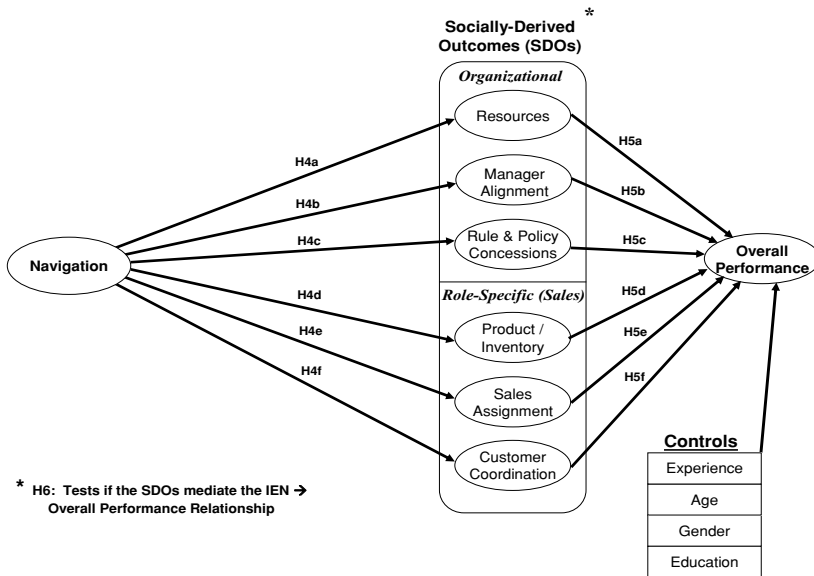 *
Socially-Derived
Outcomes (SDOs)
Organizational
Resources
H4a
H5a
Manager
Alignment
H4b
H5b
Rule & Policy
Concessions
H4c
H5c
Navigation
Overall
Performance
Role-Specific (Sales)
H4d
H5d
Product /
Inventory
H4e
H5e
Sales
Assignment
H4f
H5f
Customer
Coordination
Controls
Experience
Age
Gender
Education
* H6: Tests if the SDOs mediate the IEN →
Overall Performance Relationship